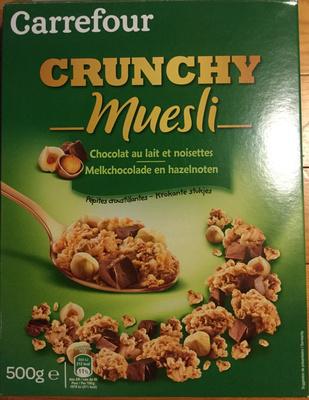 Carrefour
CRUNCHY
Muesli
Chocolat au lait et noisettes
Melkchocolade en hazelnoten
Pépites croustillantes - Krokante stukjes
500g e